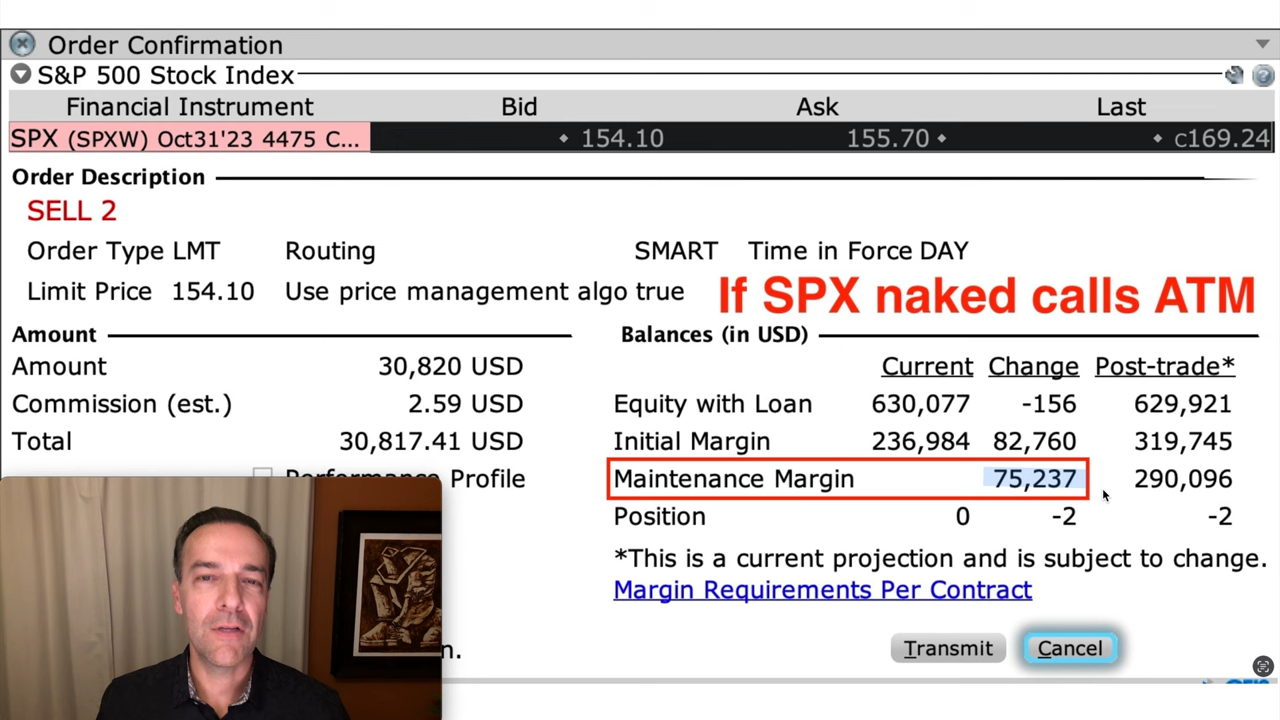 Order Confirmation
S&P 500 Stock Index
Financial Instrument Bid Ask Last
SPX (SPXW) Oct31'23 4475 C... 154.10 155.70 c169.24
Order Description
SELL 2
Order Type LMT Routing SMART Time in Force DAY
Limit Price 154.10 Use price management algo true
If SPX naked calls ATM
Amount Balances (in USD)
Current Change Post-trade*
Amount 30,820 USD
Equity with Loan 630,077 -156 629,921
Commission (est.) 2.59 USD
Initial Margin 236,984 82,760 319,745
Total 30,817.41 USD
Maintenance Margin 75,237 290,096
Performance Profile
Position 0 -2 -2
*This is a current projection and is subject to change.
Margin Requirements Per Contract
n.
Transmit Cancel